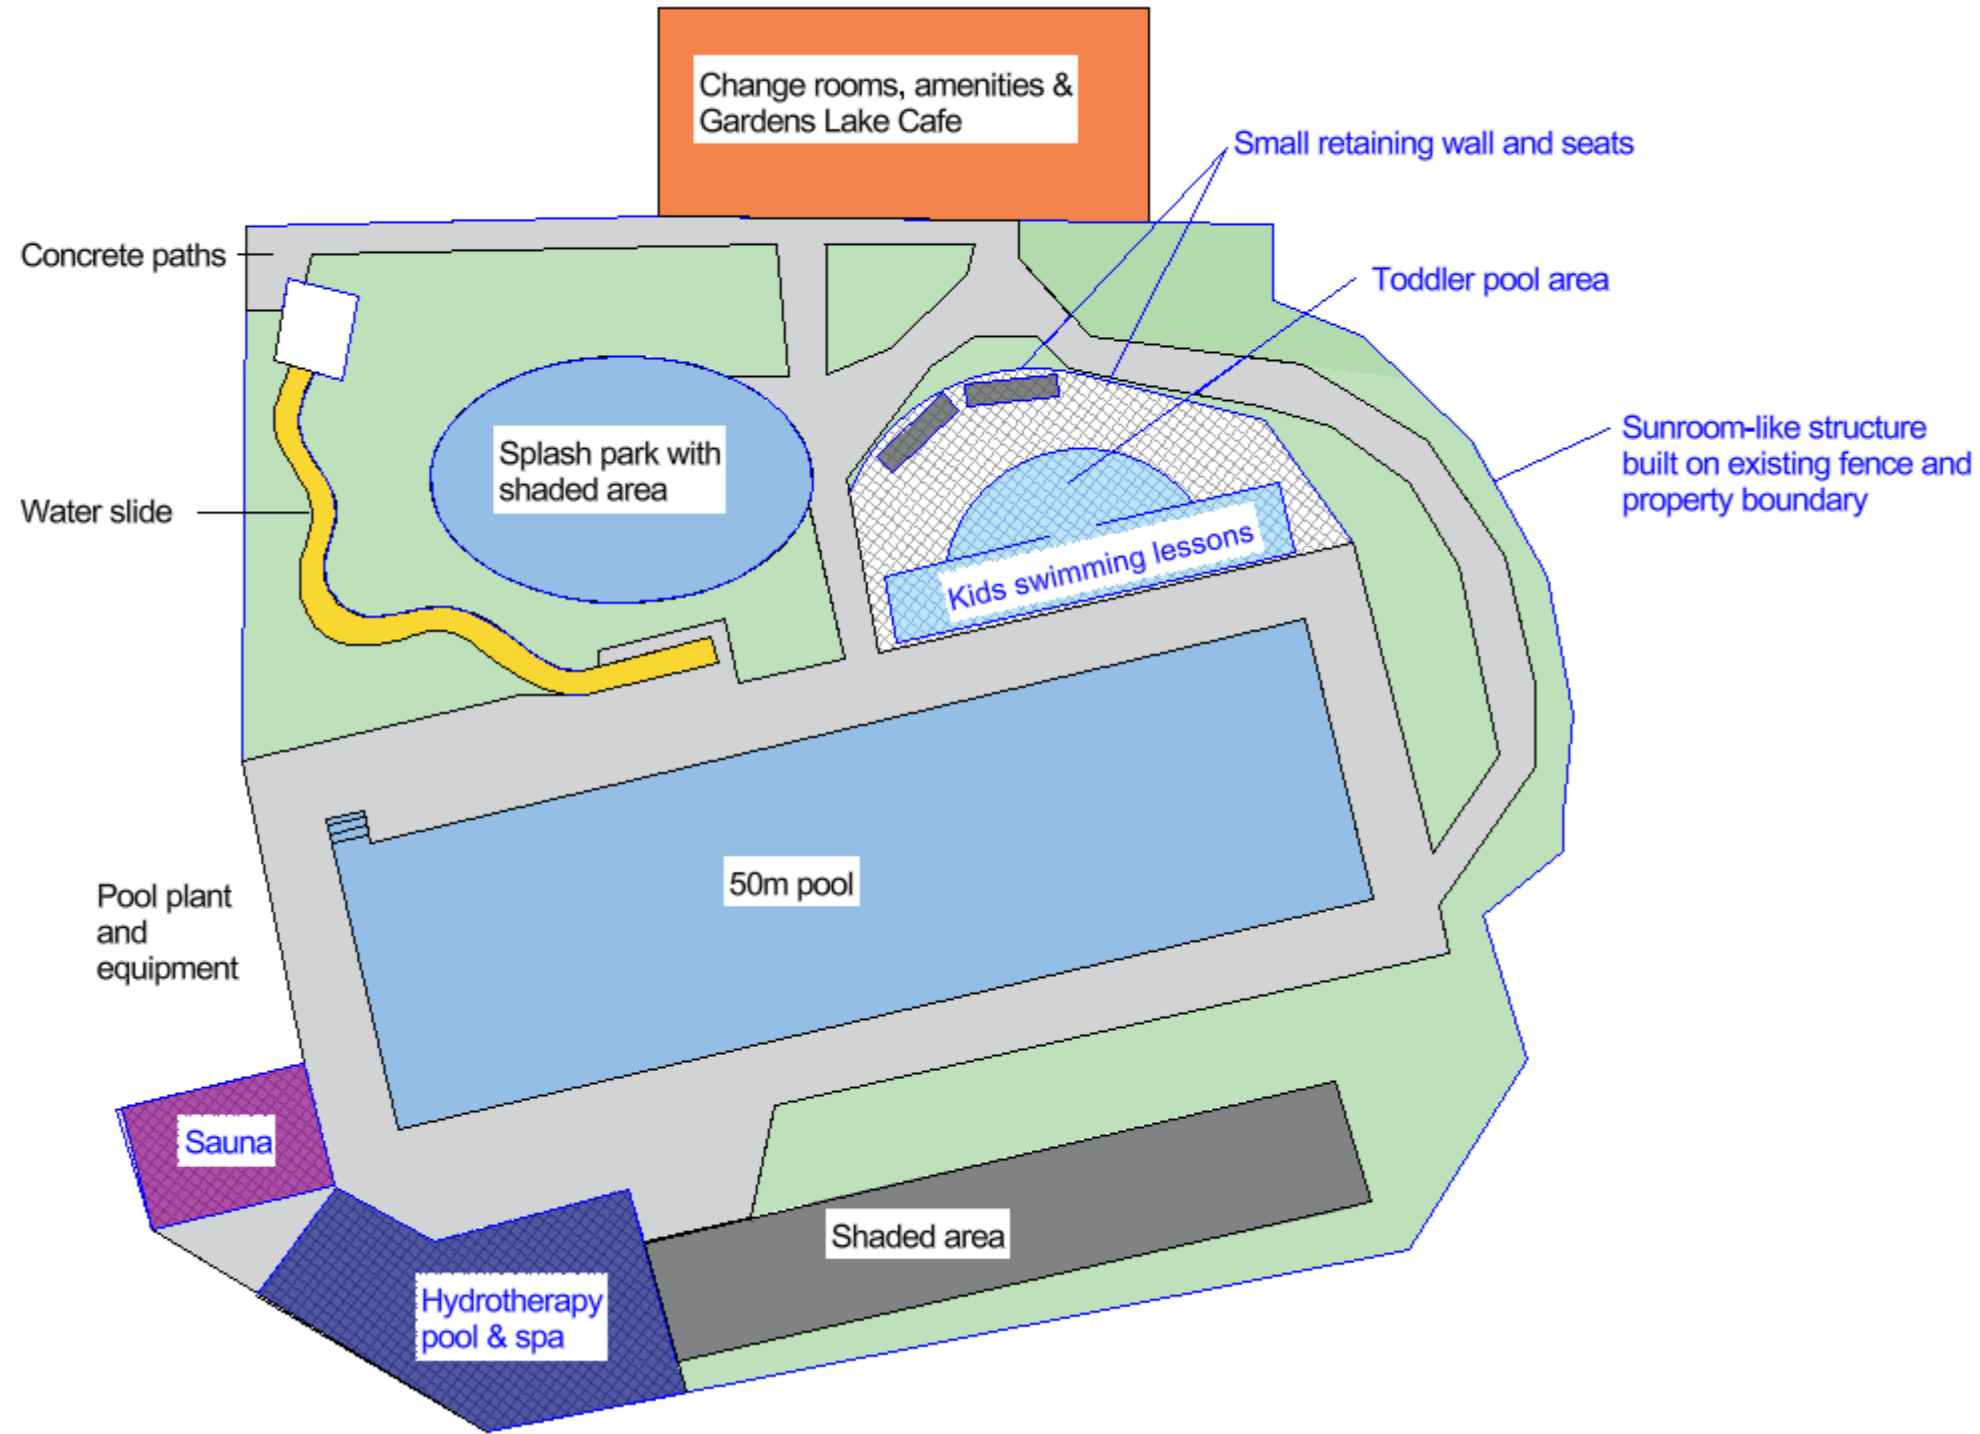 Change rooms, amenities &
Gardens Lake Cafe
Small retaining wall and seats
Concrete paths
Toddler pool area
Sunroom-like structure
built on existing fence and
property boundary
Splash park with
shaded area
Water slide
Kids swimming lessons
50m pool
Pool plant
and
equipment
Sauna
Shaded area
Hydrotherapy
pool & spa